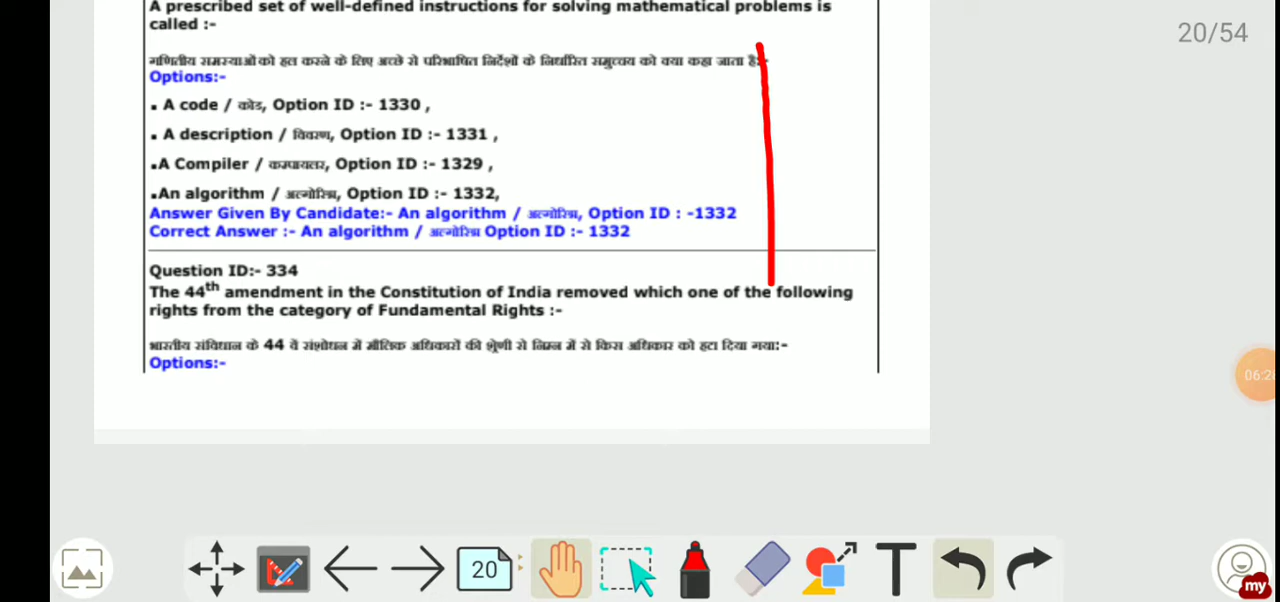 A prescribed set of well-defined instructions for solving mathematical problems is
called :-
20/54
गणितीय समस्याओं को हल करने के लिए अच्छे से परिभाषित निर्देशों के निर्धारित समुच्चय को क्या कहा जाता है:-
Options:-
. A code / कोड, Option ID :- 1330 ,
. A description / विवरण, Option ID :- 1331 ,
.A Compiler / कम्पायलर, Option ID :- 1329 ,
.An algorithm / अल्गोरिथ्म, Option ID :- 1332,
Answer Given By Candidate:- An algorithm / अल्गोरिथ्म, Option ID : -1332
Correct Answer :- An algorithm / अल्गोरिथ्म Option ID :- 1332
Question ID:- 334
The 44th amendment in the Constitution of India removed which one of the following
rights from the category of Fundamental Rights :-
भारतीय संविधान के 44 वें संशोधन में मौलिक अधिकारों की श्रेणी से निम्न में से किस अधिकार को हटा दिया गया:-
Options:-
20
T
my